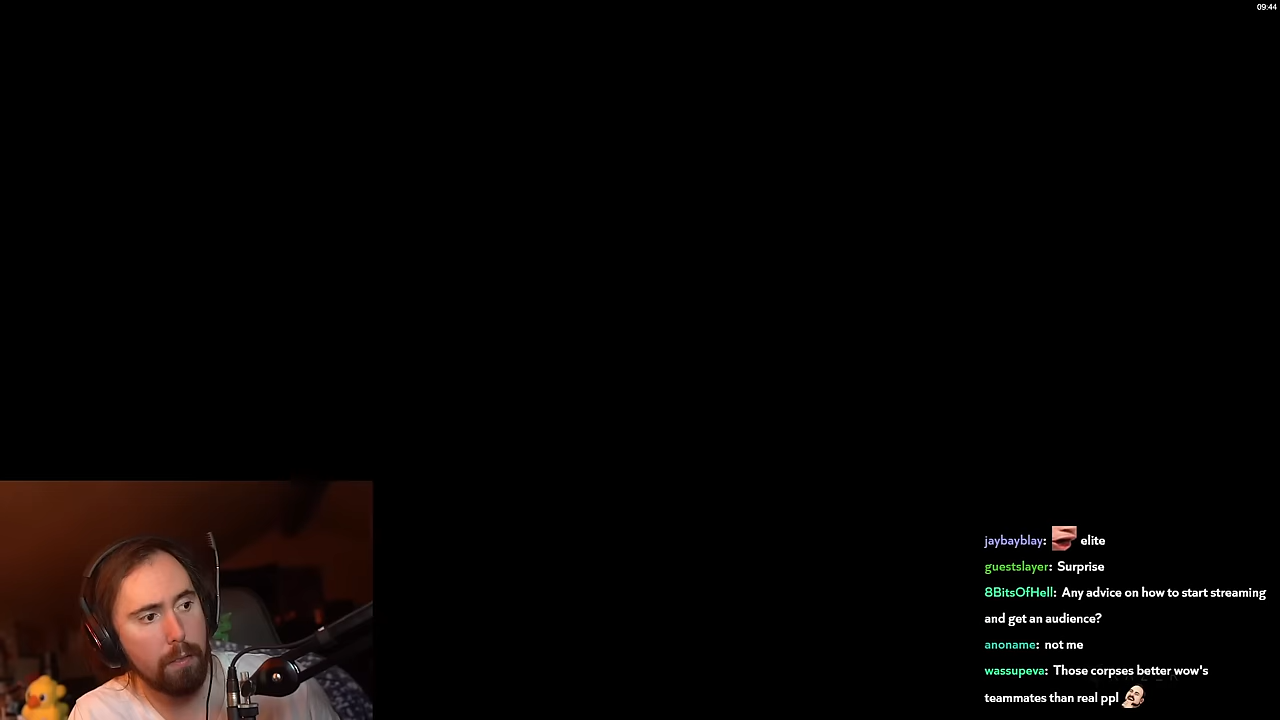 09:44
jaybayblay: elite
guestslayer: Surprise
8BitsOfHell: Any advice on how to start streaming
and get an audience?
anoname: not me
wassupeva: Those corpses better wow's
teammates than real ppl